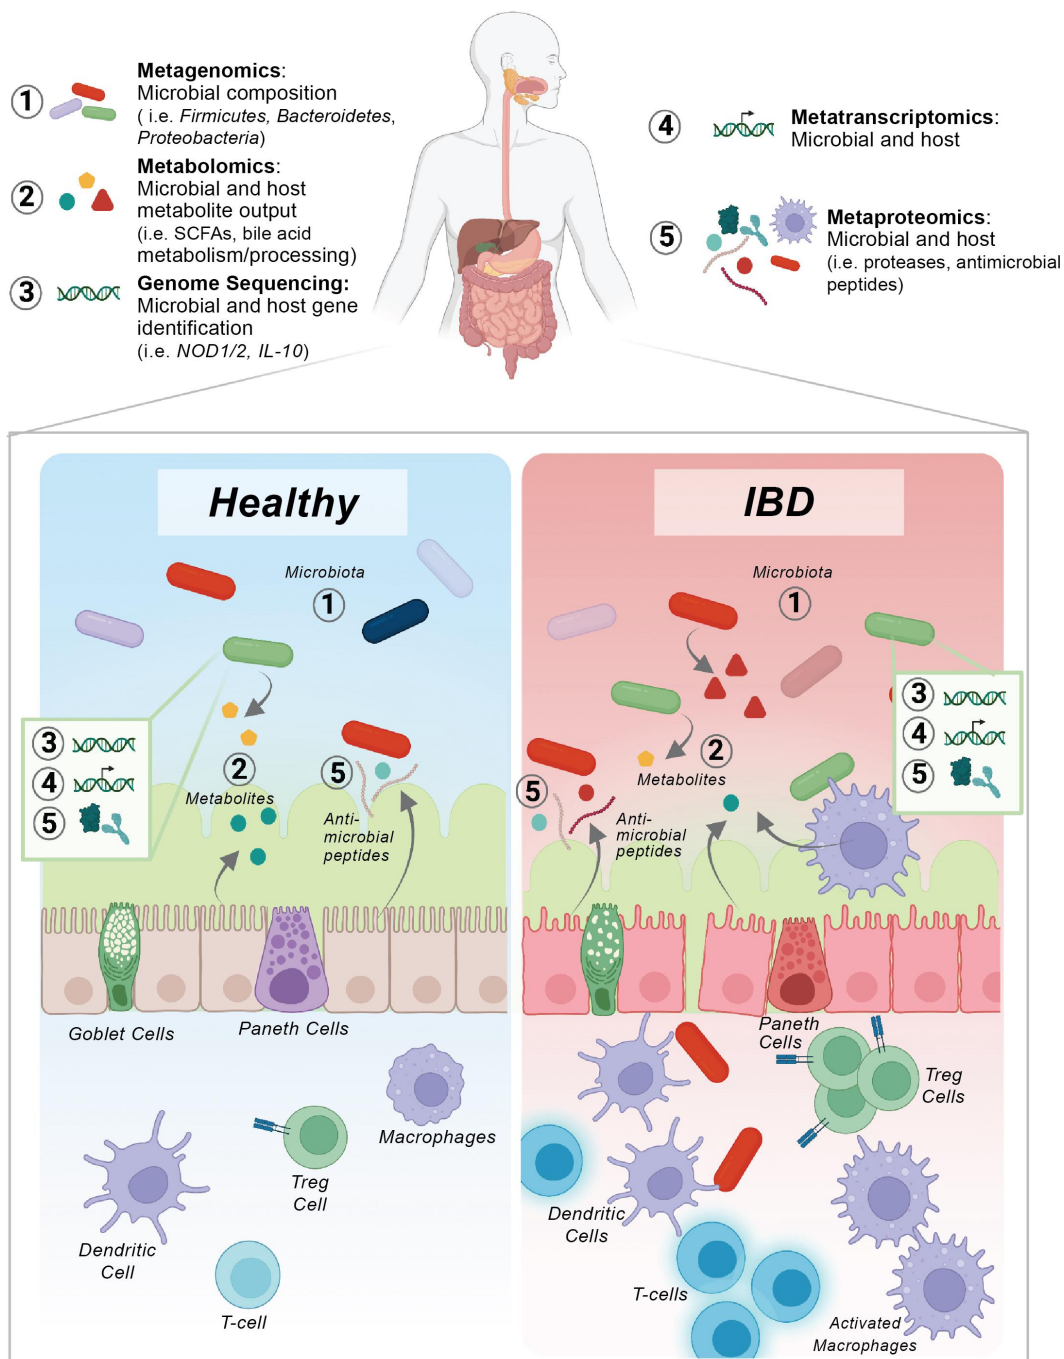 1
Metagenomics:
Microbial composition
( i.e. Firmicutes, Bacteroidetes,
Proteobacteria)
2
Metabolomics:
Microbial and host
metabolite output
(i.e. SCFAs, bile acid
metabolism/processing)
3
Genome Sequencing:
Microbial and host gene
identification
(i.e. NOD1/2, IL-10)
4
Metatranscriptomics:
Microbial and host
5
Metaproteomics:
Microbial and host
(i.e. proteases, antimicrobial
peptides)
Healthy
Microbiota
1
3
4
5
2
Metabolites
5
Anti-
microbial
peptides
Goblet Cells
Paneth Cells
Macrophages
Treg
Cell
Dendritic
Cell
T-cell
IBD
Microbiota
1
3
4
5
2
Metabolites
5
Anti-
microbial
peptides
Paneth
Cells
Treg
Cells
Dendritic
Cells
T-cells
Activated
Macrophages